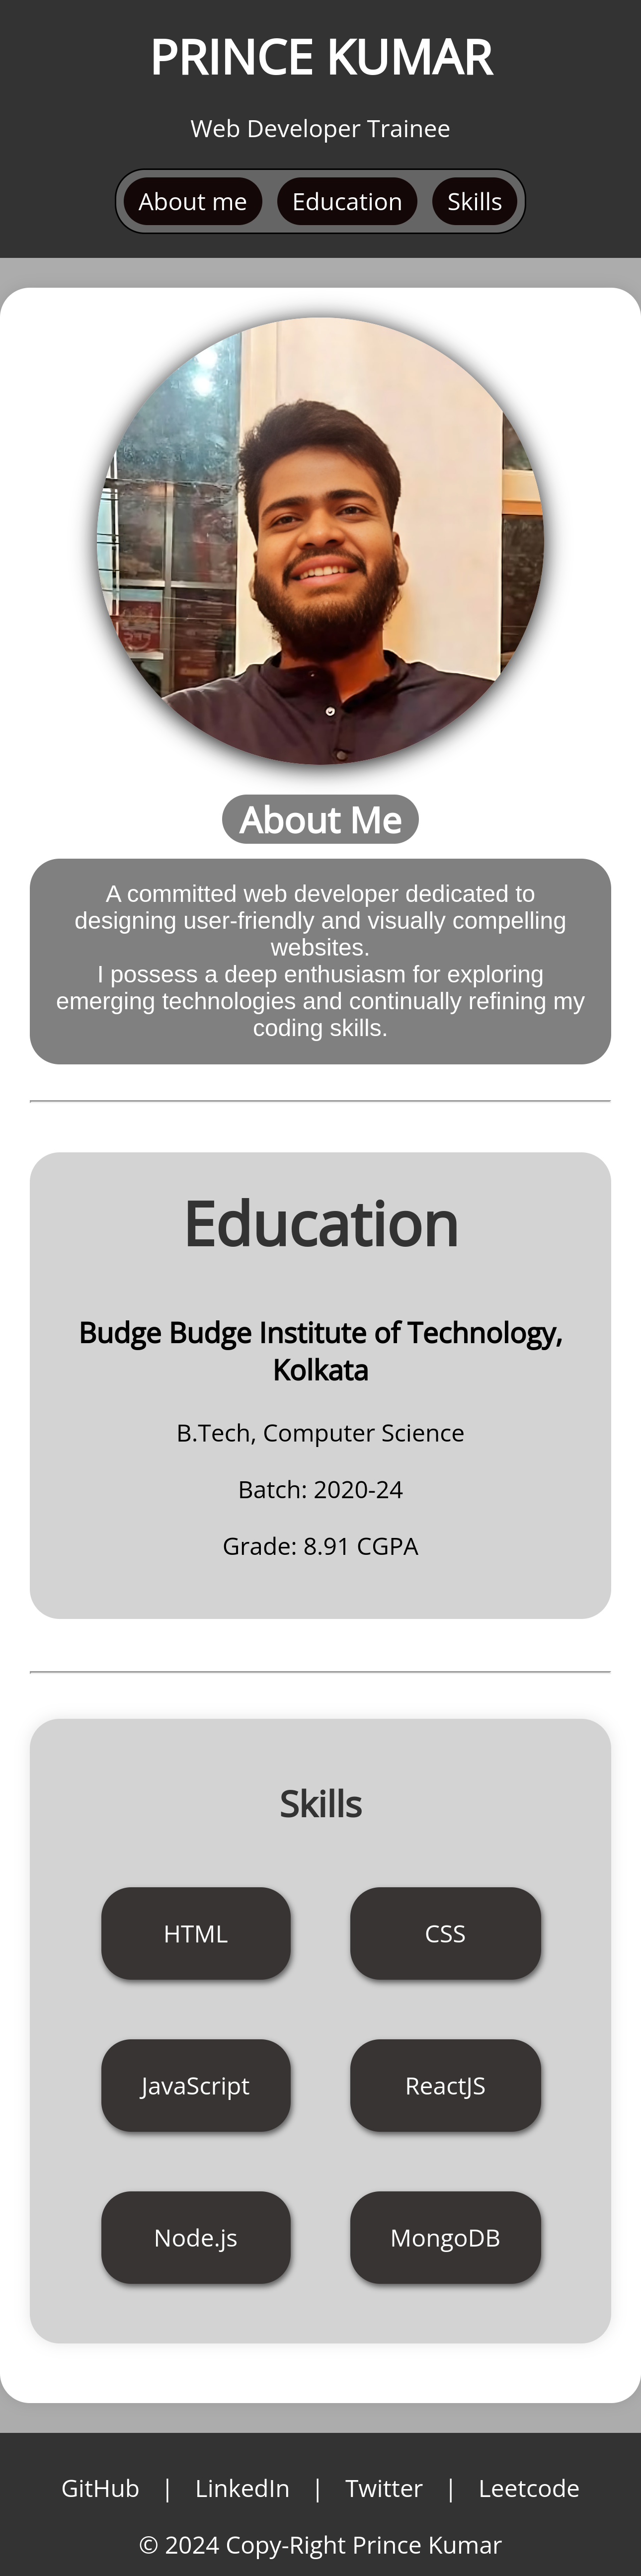 PRINCE KUMAR
Web Developer Trainee
About me Education Skills
About Me
A committed web developer dedicated to
designing user-friendly and visually compelling
websites.
I possess a deep enthusiasm for exploring
emerging technologies and continually refining my
coding skills.
Education
Budge Budge Institute of Technology,
Kolkata
B.Tech, Computer Science
Batch: 2020-24
Grade: 8.91 CGPA
Skills
HTML CSS
JavaScript ReactJS
Node.js MongoDB
GitHub | LinkedIn | Twitter | Leetcode
© 2024 Copy-Right Prince Kumar